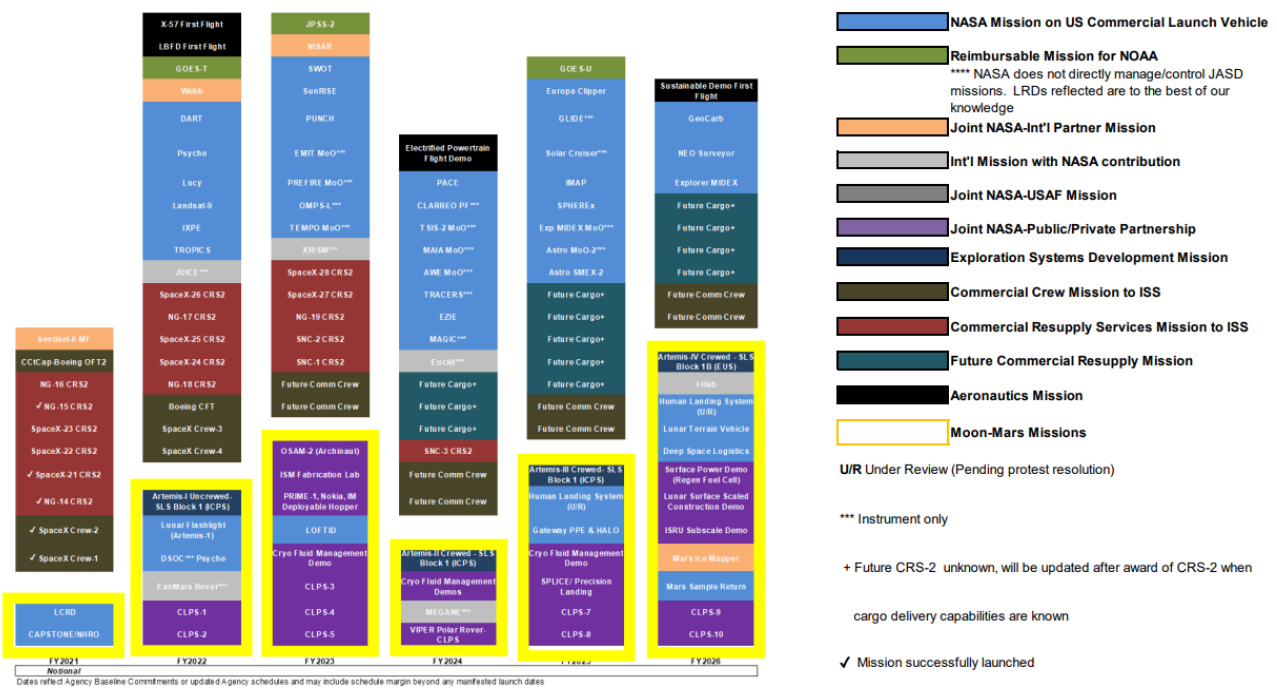 Sentinel-6 MF
CCtCap-Boeing OFT2
NG-16 CRS2
✓ NG-15 CRS2
SpaceX-23 CRS2
SpaceX-22 CRS2
✓ SpaceX-21 CRS2
✓ NG-14 CRS2
✓ SpaceX Crew-2
✓ SpaceX Crew-1
LCRD
CAPSTONE/NHRO
FY2021
X-57 First Flight
LBFD First Flight
GOES-T
Webb
DART
Psyche
Lucy
Landsat-9
IXPE
TROPICS
JUICE***
SpaceX-26 CRS2
NG-17 CRS2
SpaceX-25 CRS2
SpaceX-24 CRS2
NG-18 CRS2
Boeing CFT
SpaceX Crew-3
SpaceX Crew-4
Artemis-I Uncrewed-
SLS Block 1 (ICPS)
Lunar Flashlight
(Artemis-1)
DSOC*** Psyche
ExoMars Rover***
CLPS-1
CLPS-2
FY2022
JPSS-2
NISAR
SWOT
SunRISE
PUNCH
EMIT MoO***
PREFIRE MoO***
OMPS-L***
TEMPO MoO***
XRISM***
SpaceX-28 CRS2
SpaceX-27 CRS2
NG-19 CRS2
SNC-2 CRS2
SNC-1 CRS2
Future Comm Crew
Future Comm Crew
OSAM-2 (Archinaut)
ISM Fabrication Lab
PRIME-1, Nokia, IM
Deployable Hopper
LOFTID
Cryo Fluid Management
Demo
CLPS-3
CLPS-4
CLPS-5
FY2023
Electrified Powertrain
Flight Demo
PACE
CLARREO PF***
TSIS-2 MoO***
MAIA MoO***
AWE MoO***
TRACERS***
EZIE
MAGIC***
Euclid***
Future Cargo+
Future Cargo+
Future Cargo+
SNC-3 CRS2
Future Comm Crew
Future Comm Crew
Artemis-II Crewed - SLS
Block 1 (ICPS)
Cryo Fluid Management
Demos
MEGANE***
VIPER Polar Rover-
CLPS
FY2024
GOES-U
Europa Clipper
GLIDE***
Solar Cruiser***
IMAP
SPHEREx
Exp MIDEX MoO***
Astro MoO-2***
Astro SMEX-2
Future Cargo+
Future Cargo+
Future Cargo+
Future Cargo+
Future Cargo+
Future Comm Crew
Future Comm Crew
Artemis-III Crewed- SLS
Block 1 (ICPS)
Human Landing System
(U/R)
Gateway PPE & HALO
Cryo Fluid Management
Demo
SPLICE/ Precision
Landing
CLPS-7
CLPS-8
FY2025
Sustainable Demo First
Flight
GeoCarb
NEO Surveyor
Explorer MIDEX
Future Cargo+
Future Cargo+
Future Cargo+
Future Cargo+
Future Comm Crew
Future Comm Crew
Artemis-IV Crewed - SLS
Block 1B (EUS)
I-Hab
Human Landing System
(U/R)
Lunar Terrain Vehicle
Deep Space Logistics
Surface Power Demo
(Regen Fuel Cell)
Lunar Surface Scaled
Construction Demo
ISRU Subscale Demo
Mars Ice Mapper
Mars Sample Return
CLPS-9
CLPS-10
FY2026
Notional
Dates reflect Agency Baseline Commitments or updated Agency schedules and may include schedule margin beyond any manifested launch dates
NASA Mission on US Commercial Launch Vehicle
Reimbursable Mission for NOAA
**** NASA does not directly manage/control JASD
missions. LRDs reflected are to the best of our
knowledge
Joint NASA-Int'l Partner Mission
Int'l Mission with NASA contribution
Joint NASA-USAF Mission
Joint NASA-Public/Private Partnership
Exploration Systems Development Mission
Commercial Crew Mission to ISS
Commercial Resupply Services Mission to ISS
Future Commercial Resupply Mission
Aeronautics Mission
Moon-Mars Missions
U/R Under Review (Pending protest resolution)
*** Instrument only
+ Future CRS-2 unknown, will be updated after award of CRS-2 when
cargo delivery capabilities are known
✓ Mission successfully launched